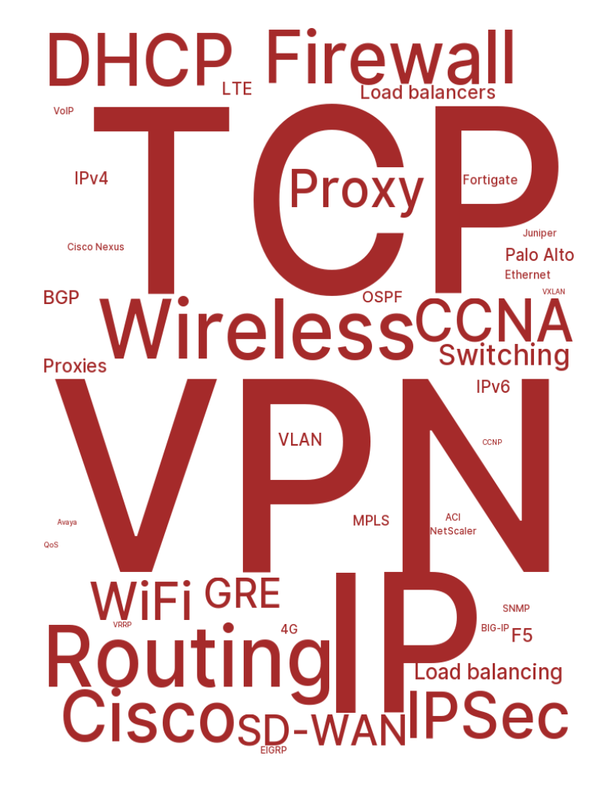 DHCP
Firewall
LTE
Load balancers
VoIP
TCP
IPv4
Proxy
Fortigate
Juniper
Cisco Nexus
Palo Alto
Ethernet
VXLAN
BGP
OSPF
Wireless
CCNA
Switching
Proxies
IPv6
VPN
VLAN
CCNP
MPLS
ACI
NetScaler
Avaya
QoS
WiFi
GRE
IP
SNMP
VRRP
4G
BIG-IP
F5
Routing
Load balancing
Cisco
SD-WAN
IPSec
EIGRP